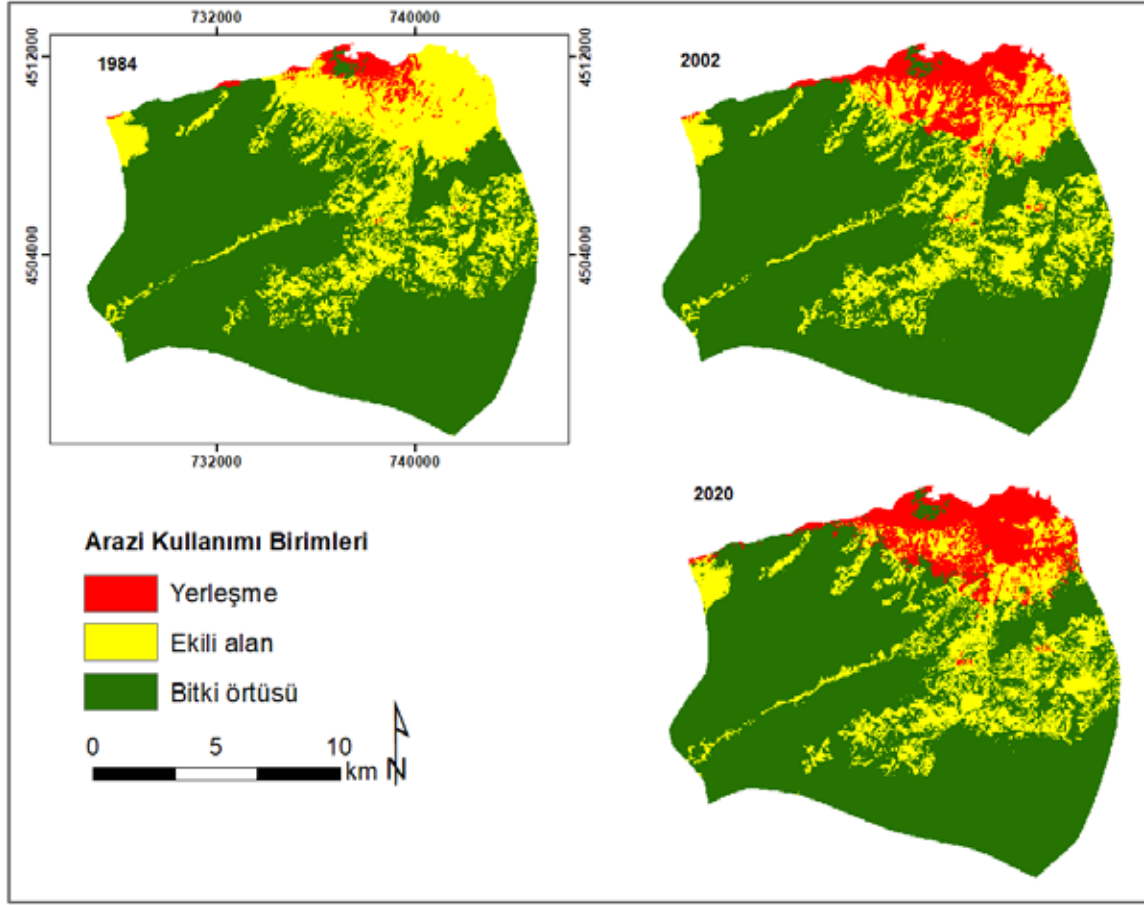 732000 740000
4512000
4512000
1984
2002
4504000
4504000
732000 740000
2020
Arazi Kullanımı Birimleri
Yerleşme
Ekili alan
Bitki örtüsü
0 5 10
km N